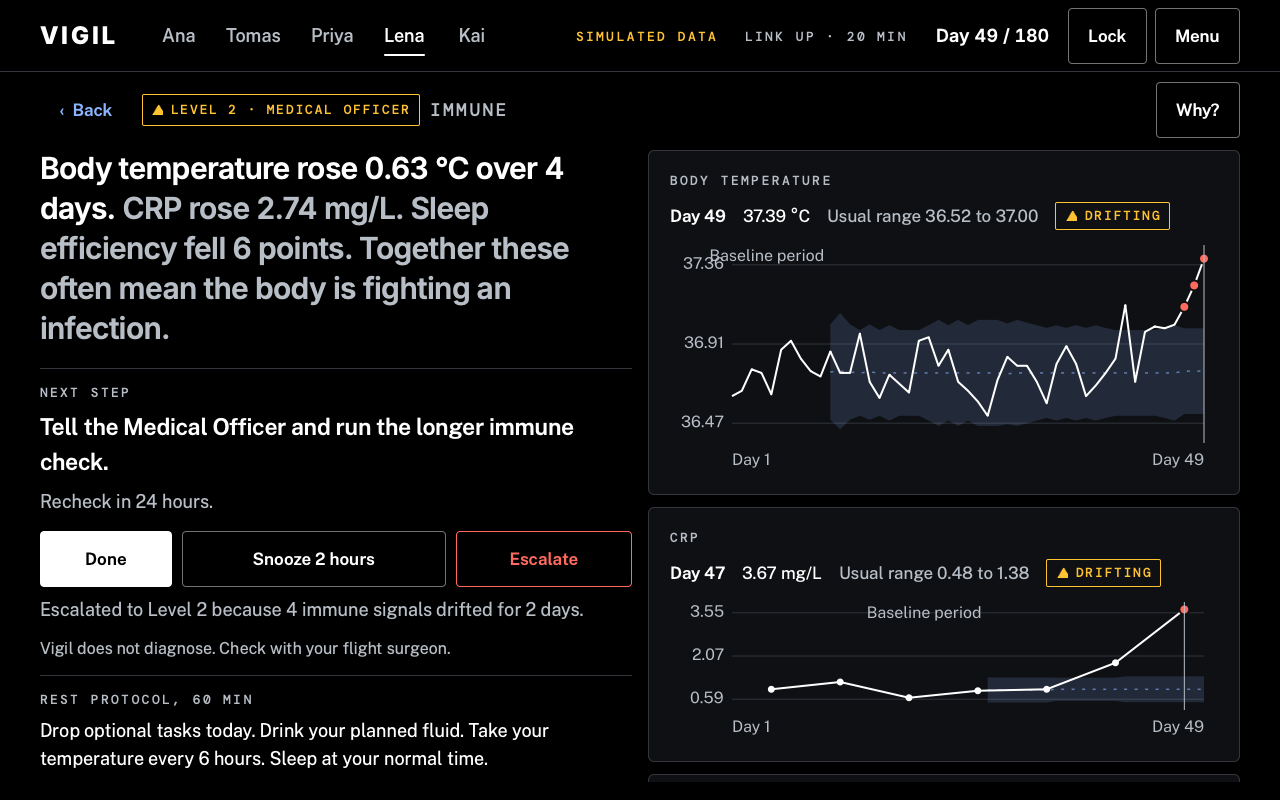 VIGIL Ana Tomas Priya Lena Kai SIMULATED DATA LINK UP · 20 MIN Day 49 / 180 Lock Menu
‹ Back LEVEL 2 · MEDICAL OFFICER IMMUNE Why?
Body temperature rose 0.63 °C over 4
days. CRP rose 2.74 mg/L. Sleep
efficiency fell 6 points. Together these
often mean the body is fighting an
infection.
NEXT STEP
Tell the Medical Officer and run the longer immune
check.
Recheck in 24 hours.
Done Snooze 2 hours Escalate
Escalated to Level 2 because 4 immune signals drifted for 2 days.
Vigil does not diagnose. Check with your flight surgeon.
REST PROTOCOL, 60 MIN
Drop optional tasks today. Drink your planned fluid. Take your
temperature every 6 hours. Sleep at your normal time.
BODY TEMPERATURE
Day 49 37.39 °C Usual range 36.52 to 37.00 DRIFTING
Baseline period
37.36
36.91
36.47
Day 1 Day 49
CRP
Day 47 3.67 mg/L Usual range 0.48 to 1.38 DRIFTING
Baseline period
3.55
2.07
0.59
Day 1 Day 49